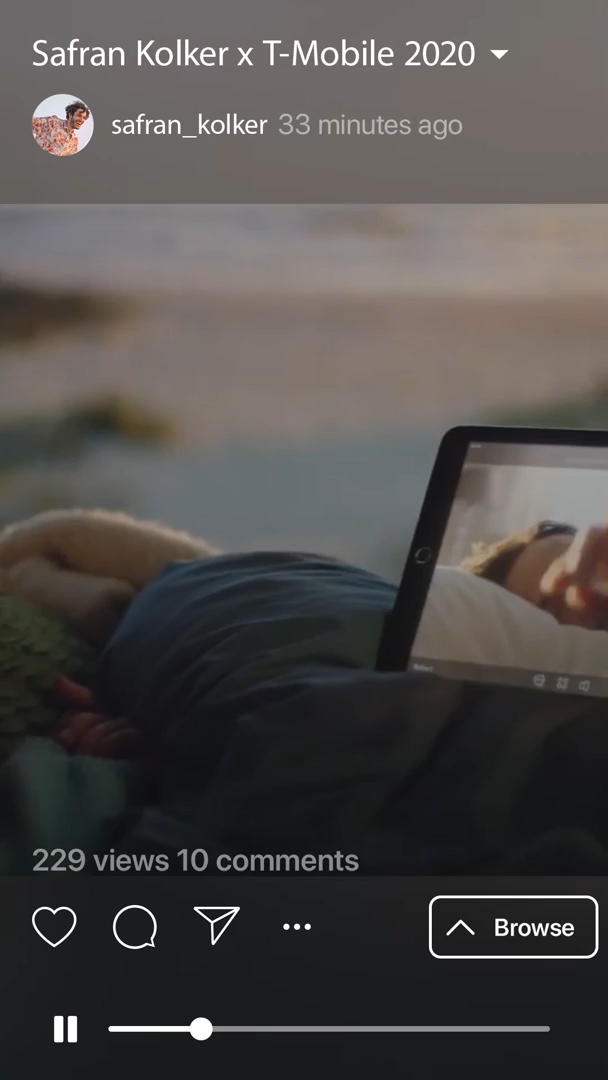 Safran Kolker x T-Mobile 2020
safran_kolker 33 minutes ago
229 views 10 comments
Browse